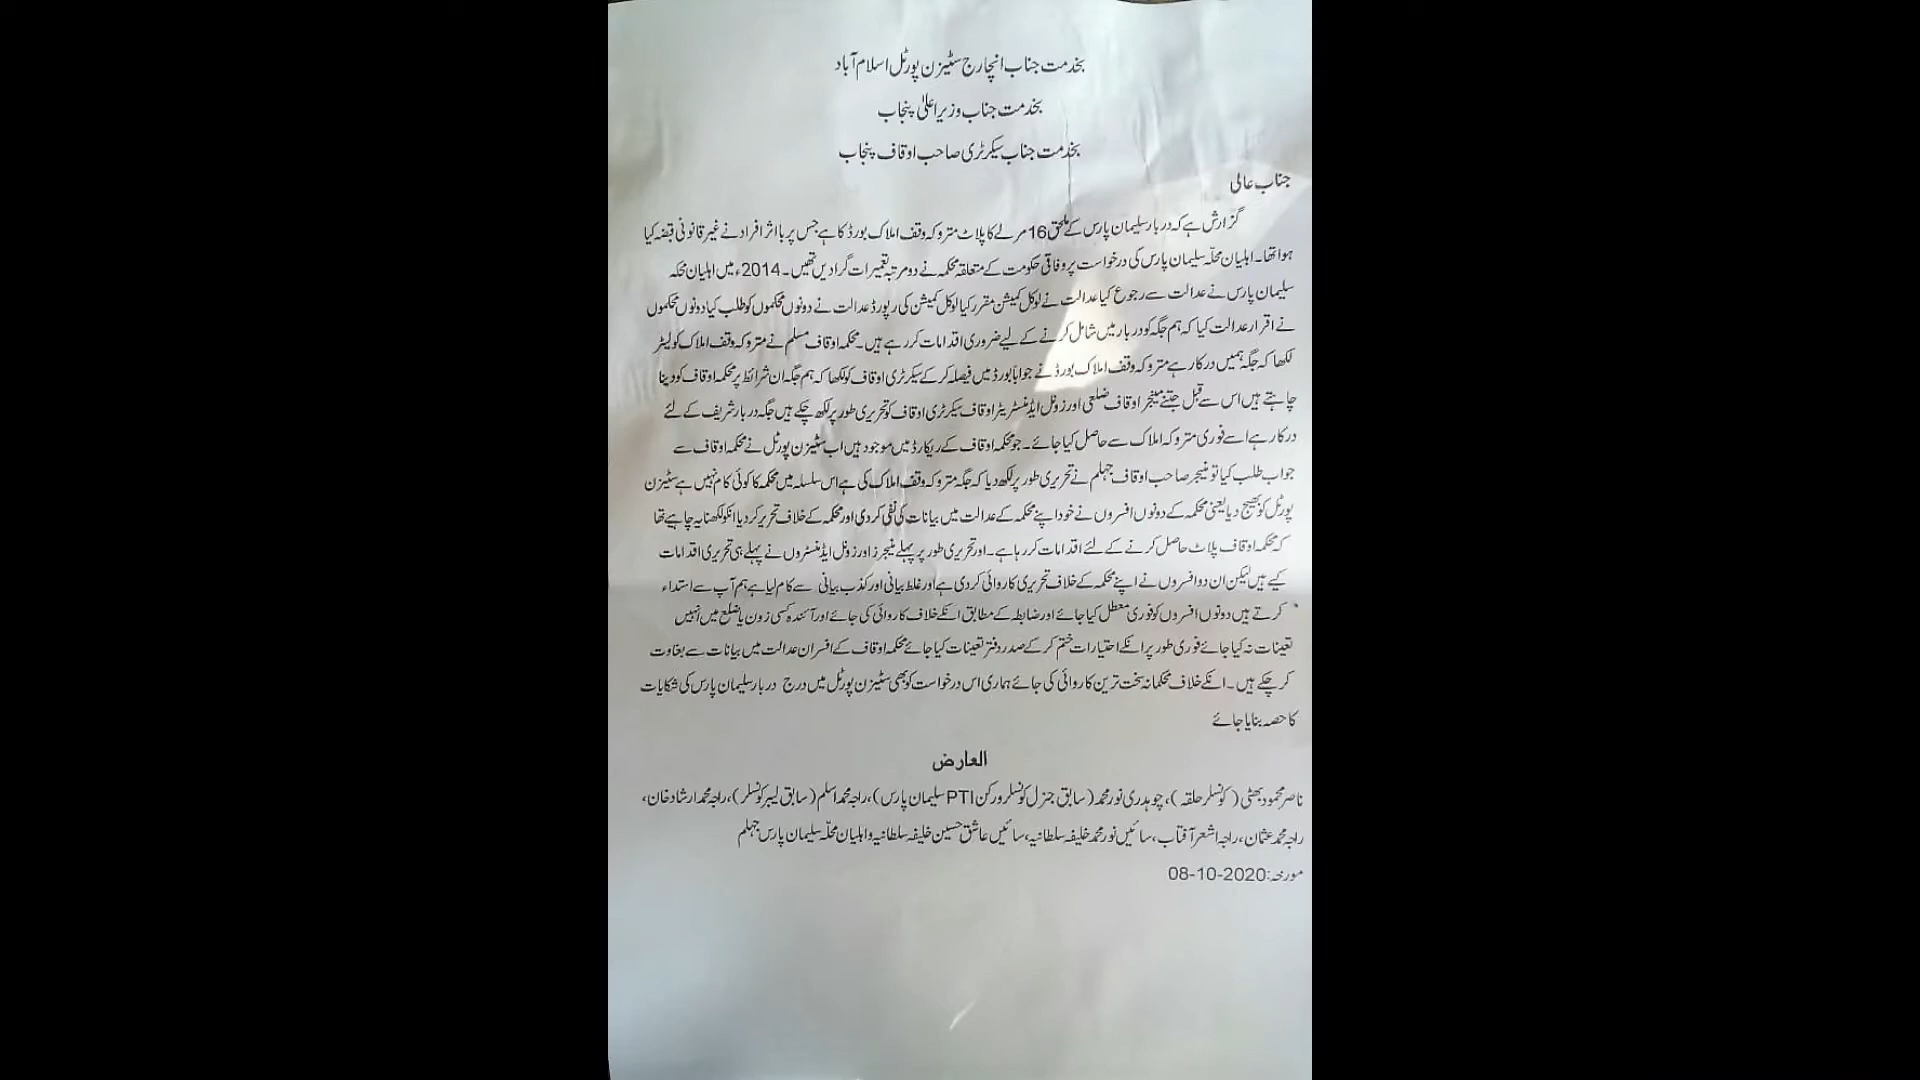 بخدمت جناب انچارج سٹیزن پورٹل اسلام آباد
بخدمت جناب وزیراعلیٰ پنجاب
بخدمت جناب سیکرٹری صاحب اوقاف پنجاب
جناب عالی
گزارش ہے کہ دربار سلیمان پارس کے ملحق 16 مرلے کا پلاٹ متروکہ وقف املاک بورڈ کا ہے جس پر بااثر افراد نے غیر قانونی قبضہ کیا
ہوا تھا۔ اہلیان محلہ سلیمان پارس کی درخواست پر وفاقی حکومت کے متعلقہ محکمہ نے دو مرتبہ تعمیرات گرا دیں تھیں۔ 2014ء میں اہلیان محلہ
سلیمان پارس نے عدالت سے رجوع کیا عدالت نے لوکل کمیشن مقرر کیا لوکل کمیشن کی رپورڈ عدالت نے دونوں محکموں کو طلب کیا دونوں محکموں
نے اقرار عدالت کیا کہ ہم جگہ کو دربار میں شامل کرنے کے لیے ضروری اقدامات کر رہے ہیں۔ محکمہ اوقاف مسلم نے متروکہ وقف املاک کو لیٹر
لکھا کہ جگہ ہمیں درکار ہے متروکہ وقف املاک بورڈ نے جواباً بورڈ میں فیصلہ کر کے سیکرٹری اوقاف کو لکھا کہ ہم جگہ ان شرائط پر محکمہ اوقاف کو دینا
چاہتے ہیں اس سے قبل جتنے مینجر اوقاف ضلعی اور زونل ایڈمنسٹریٹر اوقاف سیکرٹری اوقاف کو تحریری طور پر لکھ چکے ہیں جگہ دربار شریف کے لئے
درکار ہے اسے فوری متروکہ املاک سے حاصل کیا جائے۔ جو محکمہ اوقاف کے ریکارڈ میں موجود ہیں اب سٹیزن پورٹل نے محکمہ اوقاف سے
جواب طلب کیا تو منیجر صاحب اوقاف جہلم نے تحریری طور پر لکھ دیا کہ جگہ متروکہ وقف املاک کی ہے اس سلسلہ میں محکمہ کا کوئی کام نہیں ہے سٹیزن
پورٹل کو بھیج دیا یعنی محکمہ کے دونوں افسروں نے خود اپنے محکمہ کے عدالت میں بیانات کی نفی کر دی اور محکمہ کے خلاف تحریر کر دیا انکو لکھنا یہ چاہیے تھا
کہ محکمہ اوقاف پلاٹ حاصل کرنے کے لئے اقدامات کر رہا ہے۔ اور تحریری طور پر پہلے منیجرز اور زونل ایڈمنسٹروں نے پہلے ہی تحریری اقدامات
کیے ہیں لیکن ان دو افسروں نے اپنے محکمہ کے خلاف تحریری کاروائی کر دی ہے اور غلط بیانی اور کذب بیانی سے کام لیا ہے ہم آپ سے استداء
کرتے ہیں دونوں افسروں کو فوری معطل کیا جائے اور ضابطہ کے مطابق انکے خلاف کاروائی کی جائے اور آئندہ کسی زون یا ضلع میں انہیں
تعینات نہ کیا جائے فوری طور پر انکے اختیارات ختم کر کے صدر دفتر تعینات کیا جائے محکمہ اوقاف کے افسران عدالت میں بیانات سے بغاوت
کر چکے ہیں۔ انکے خلاف محکمانہ سخت ترین کاروائی کی جائے ہماری اس درخواست کو بھی سٹیزن پورٹل میں درج دربار سلیمان پارس کی شکایات
کا حصہ بنایا جائے
العارض
ناصر محمود بھٹی (کونسلر حلقہ)، چوہدری نور محمد (سابق جنرل کونسلر و رکن PTI سلیمان پارس)، راجہ محمد اسلم (سابق لیبر کونسلر)، راجہ محمد ارشاد خان،
راجہ محمد عثمان، راجہ اشعر آفتاب، سائیں نور محمد خلیفہ سلطانیہ، سائیں عاشق حسین خلیفہ سلطانیہ و اہلیان محلہ سلیمان پارس جہلم
مورخہ: 08-10-2020